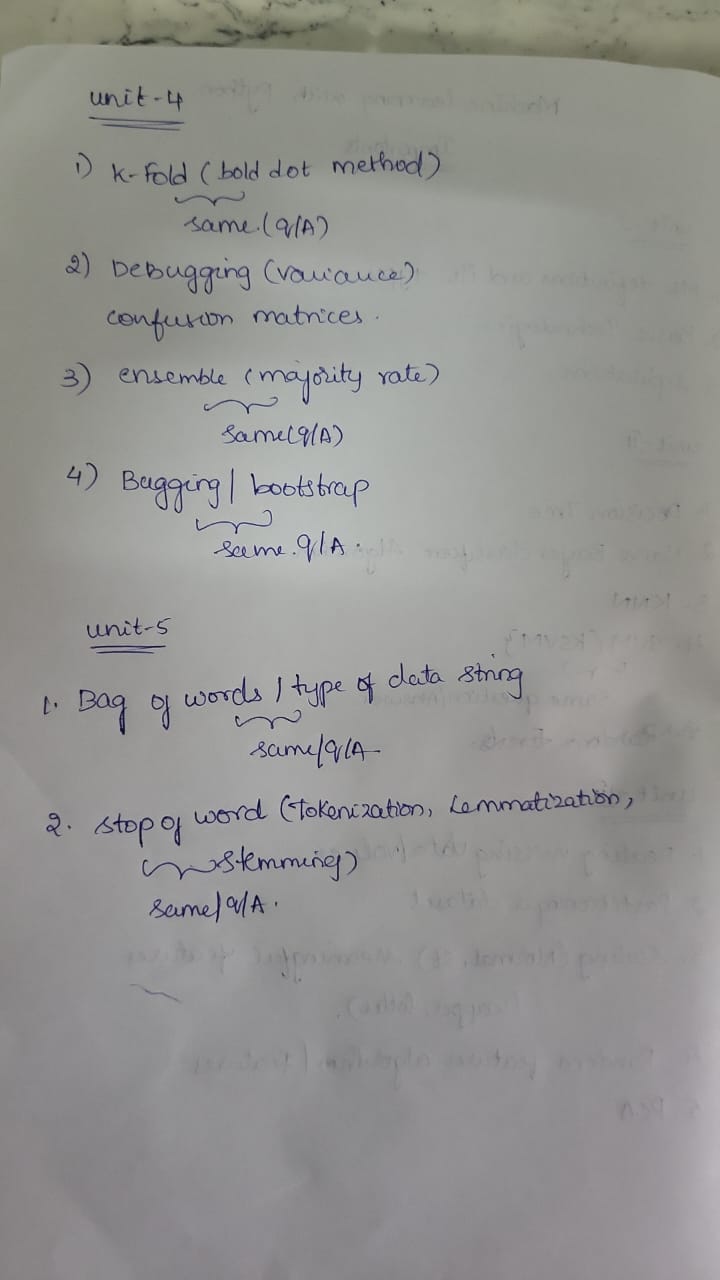 unit-4
1) K-Fold (bold dot method)
same.(q/A)
2) Debugging (variance)
confusion matrices.
3) ensemble (majority rate)
same(q/A)
4) Bagging / bootstrap
same.q/A.
unit-5
1. Bag of words / type of data string
same/q/A
2. stop of word (Tokenization, Lemmatization,
stemming)
same/q/A.